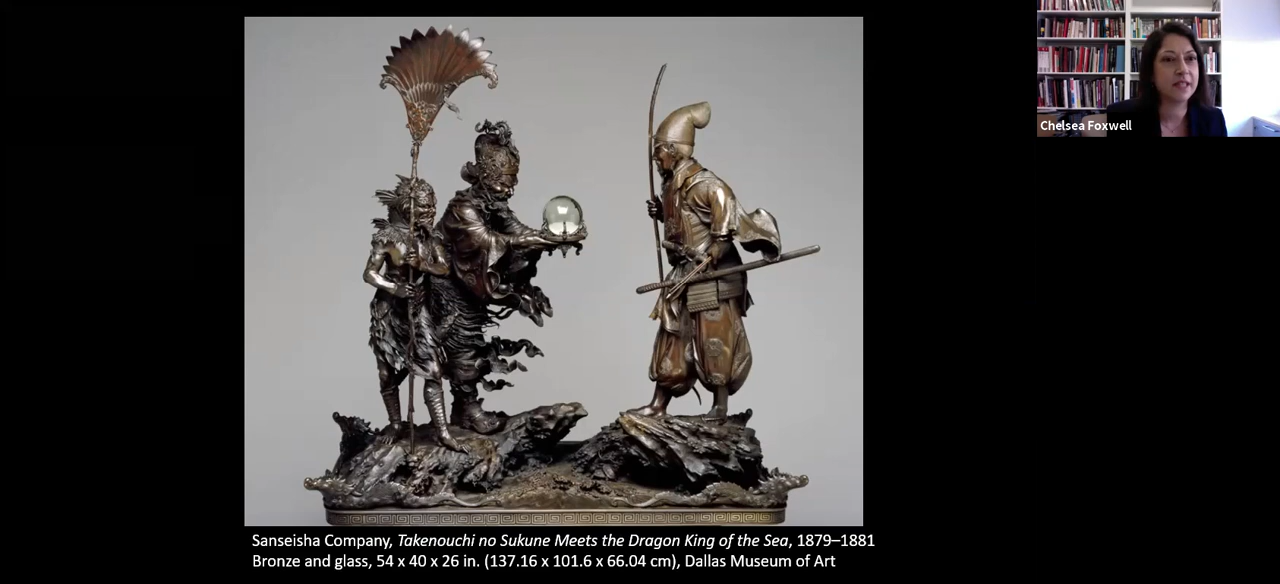 Chelsea Foxwell
Sanseisha Company, Takenouchi no Sukune Meets the Dragon King of the Sea, 1879–1881
Bronze and glass, 54 x 40 x 26 in. (137.16 x 101.6 x 66.04 cm), Dallas Museum of Art